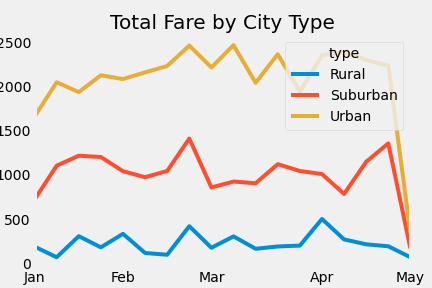 Total Fare by City Type
2500
2000
1500
1000
500
0
type
Rural
Suburban
Urban
Jan Feb Mar Apr May